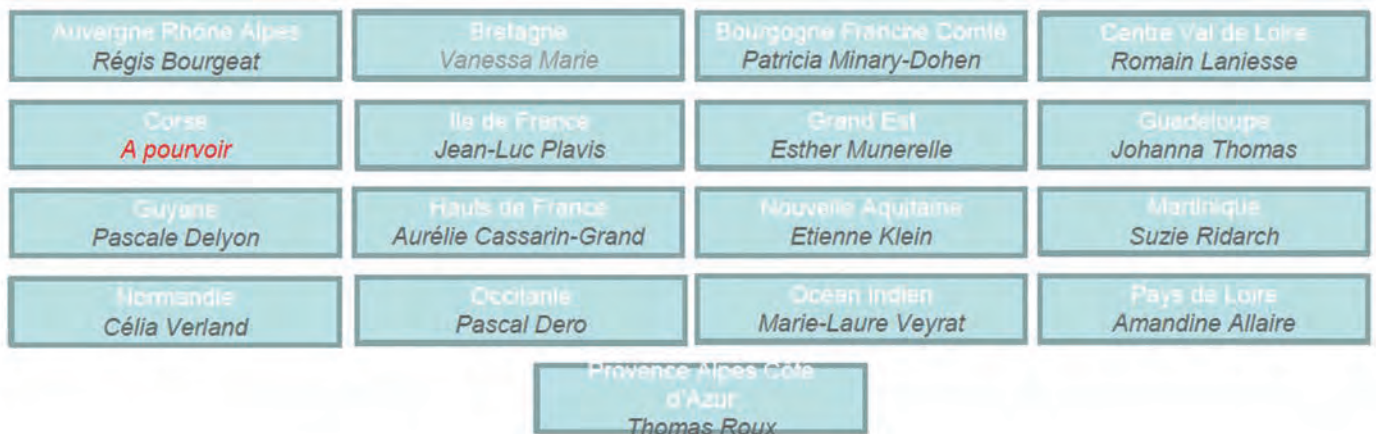 Auvergne Rhône Alpes
Régis Bourgeat
Bretagne
Vanessa Marie
Bourgogne Franche Comté
Patricia Minary-Dohen
Centre Val de Loire
Romain Laniesse
Corse
A pourvoir
Ile de France
Jean-Luc Plavis
Grand Est
Esther Munerelle
Guadeloupe
Johanna Thomas
Guyane
Pascale Delyon
Hauts de France
Aurélie Cassarin-Grand
Nouvelle Aquitaine
Etienne Klein
Martinique
Suzie Ridarch
Normandie
Célia Verland
Occitanie
Pascal Dero
Océan Indien
Marie-Laure Veyrat
Pays de Loire
Amandine Allaire
Provence Alpes Côte
d'Azur
Thomas Roux